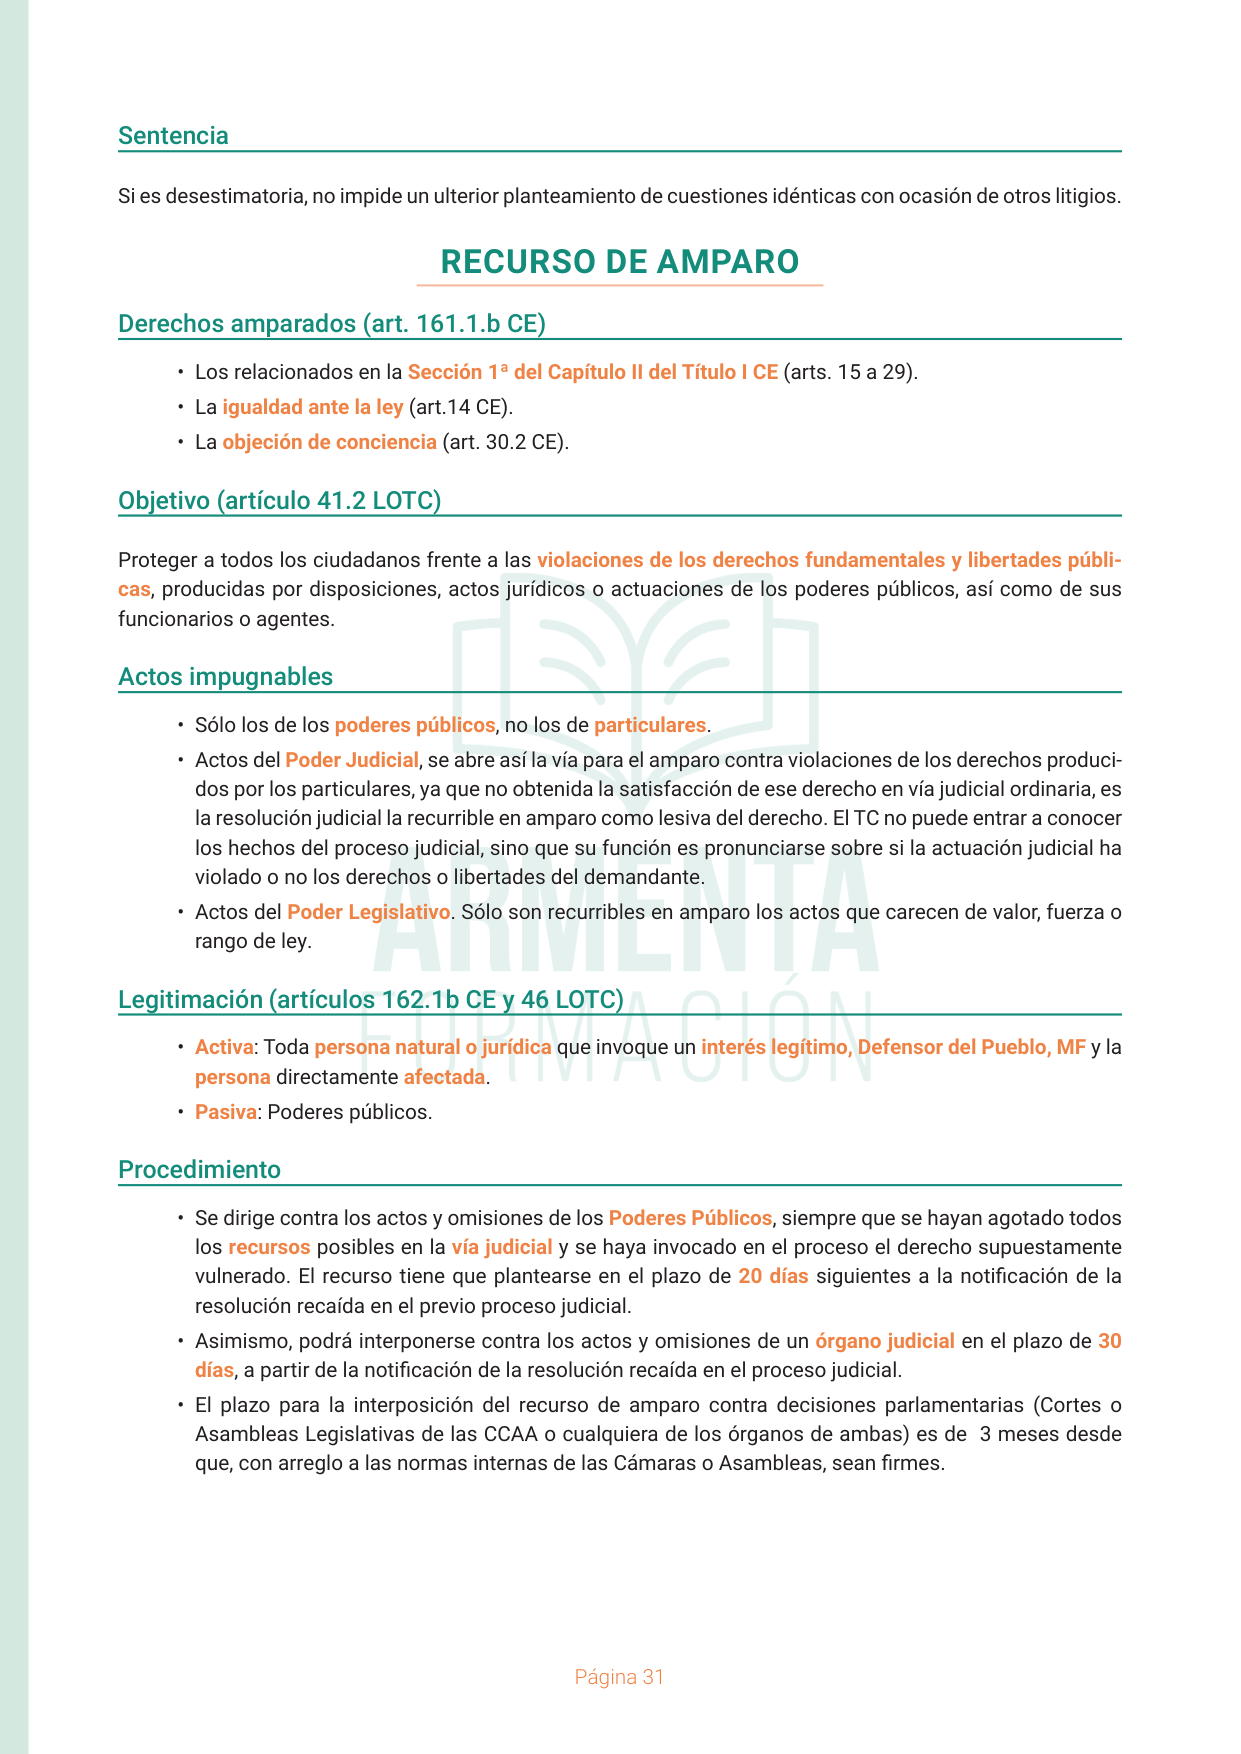 Sentencia
Si es desestimatoria, no impide un ulterior planteamiento de cuestiones idénticas con ocasión de otros litigios.
RECURSO DE AMPARO
Derechos amparados (art. 161.1.b CE)
• Los relacionados en la Sección 1ª del Capítulo II del Título I CE (arts. 15 a 29).
• La igualdad ante la ley (art.14 CE).
• La objeción de conciencia (art. 30.2 CE).
Objetivo (artículo 41.2 LOTC)
Proteger a todos los ciudadanos frente a las violaciones de los derechos fundamentales y libertades públi-
cas, producidas por disposiciones, actos jurídicos o actuaciones de los poderes públicos, así como de sus
funcionarios o agentes.
Actos impugnables
• Sólo los de los poderes públicos, no los de particulares.
• Actos del Poder Judicial, se abre así la vía para el amparo contra violaciones de los derechos produci-
dos por los particulares, ya que no obtenida la satisfacción de ese derecho en vía judicial ordinaria, es
la resolución judicial la recurrible en amparo como lesiva del derecho. El TC no puede entrar a conocer
los hechos del proceso judicial, sino que su función es pronunciarse sobre si la actuación judicial ha
violado o no los derechos o libertades del demandante.
• Actos del Poder Legislativo. Sólo son recurribles en amparo los actos que carecen de valor, fuerza o
rango de ley.
ARMENTA
FORMACIÓN
Legitimación (artículos 162.1b CE y 46 LOTC)
• Activa: Toda persona natural o jurídica que invoque un interés legítimo, Defensor del Pueblo, MF y la
persona directamente afectada.
• Pasiva: Poderes públicos.
Procedimiento
• Se dirige contra los actos y omisiones de los Poderes Públicos, siempre que se hayan agotado todos
los recursos posibles en la vía judicial y se haya invocado en el proceso el derecho supuestamente
vulnerado. El recurso tiene que plantearse en el plazo de 20 días siguientes a la notificación de la
resolución recaída en el previo proceso judicial.
• Asimismo, podrá interponerse contra los actos y omisiones de un órgano judicial en el plazo de 30
días, a partir de la notificación de la resolución recaída en el proceso judicial.
• El plazo para la interposición del recurso de amparo contra decisiones parlamentarias (Cortes o
Asambleas Legislativas de las CCAA o cualquiera de los órganos de ambas) es de  3 meses desde
que, con arreglo a las normas internas de las Cámaras o Asambleas, sean firmes.
Página 31